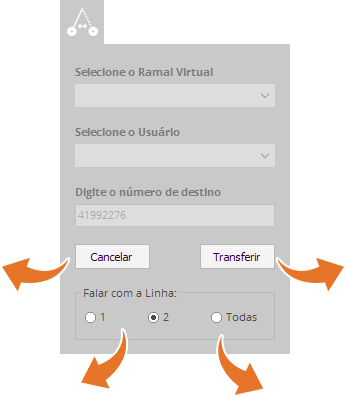 Selecione o Ramal Virtual
Selecione o Usuário
Digite o número de destino
41992276
Cancelar Transferir
Falar com a Linha:
1 2 Todas